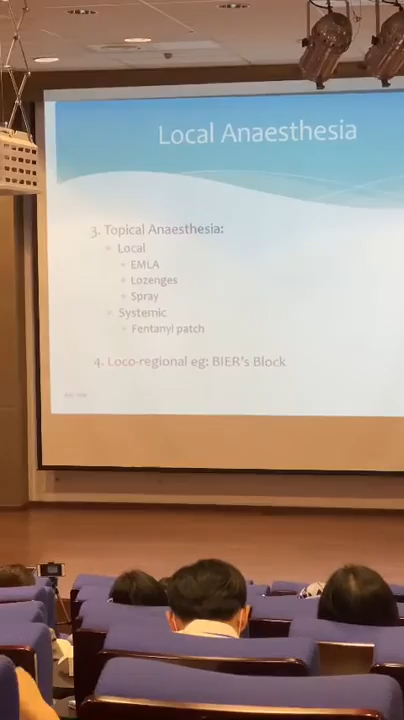 Local Anaesthesia
3. Topical Anaesthesia:
Local
EMLA
Lozenges
Spray
Systemic
Fentanyl patch
4. Loco-regional eg: BIER's Block